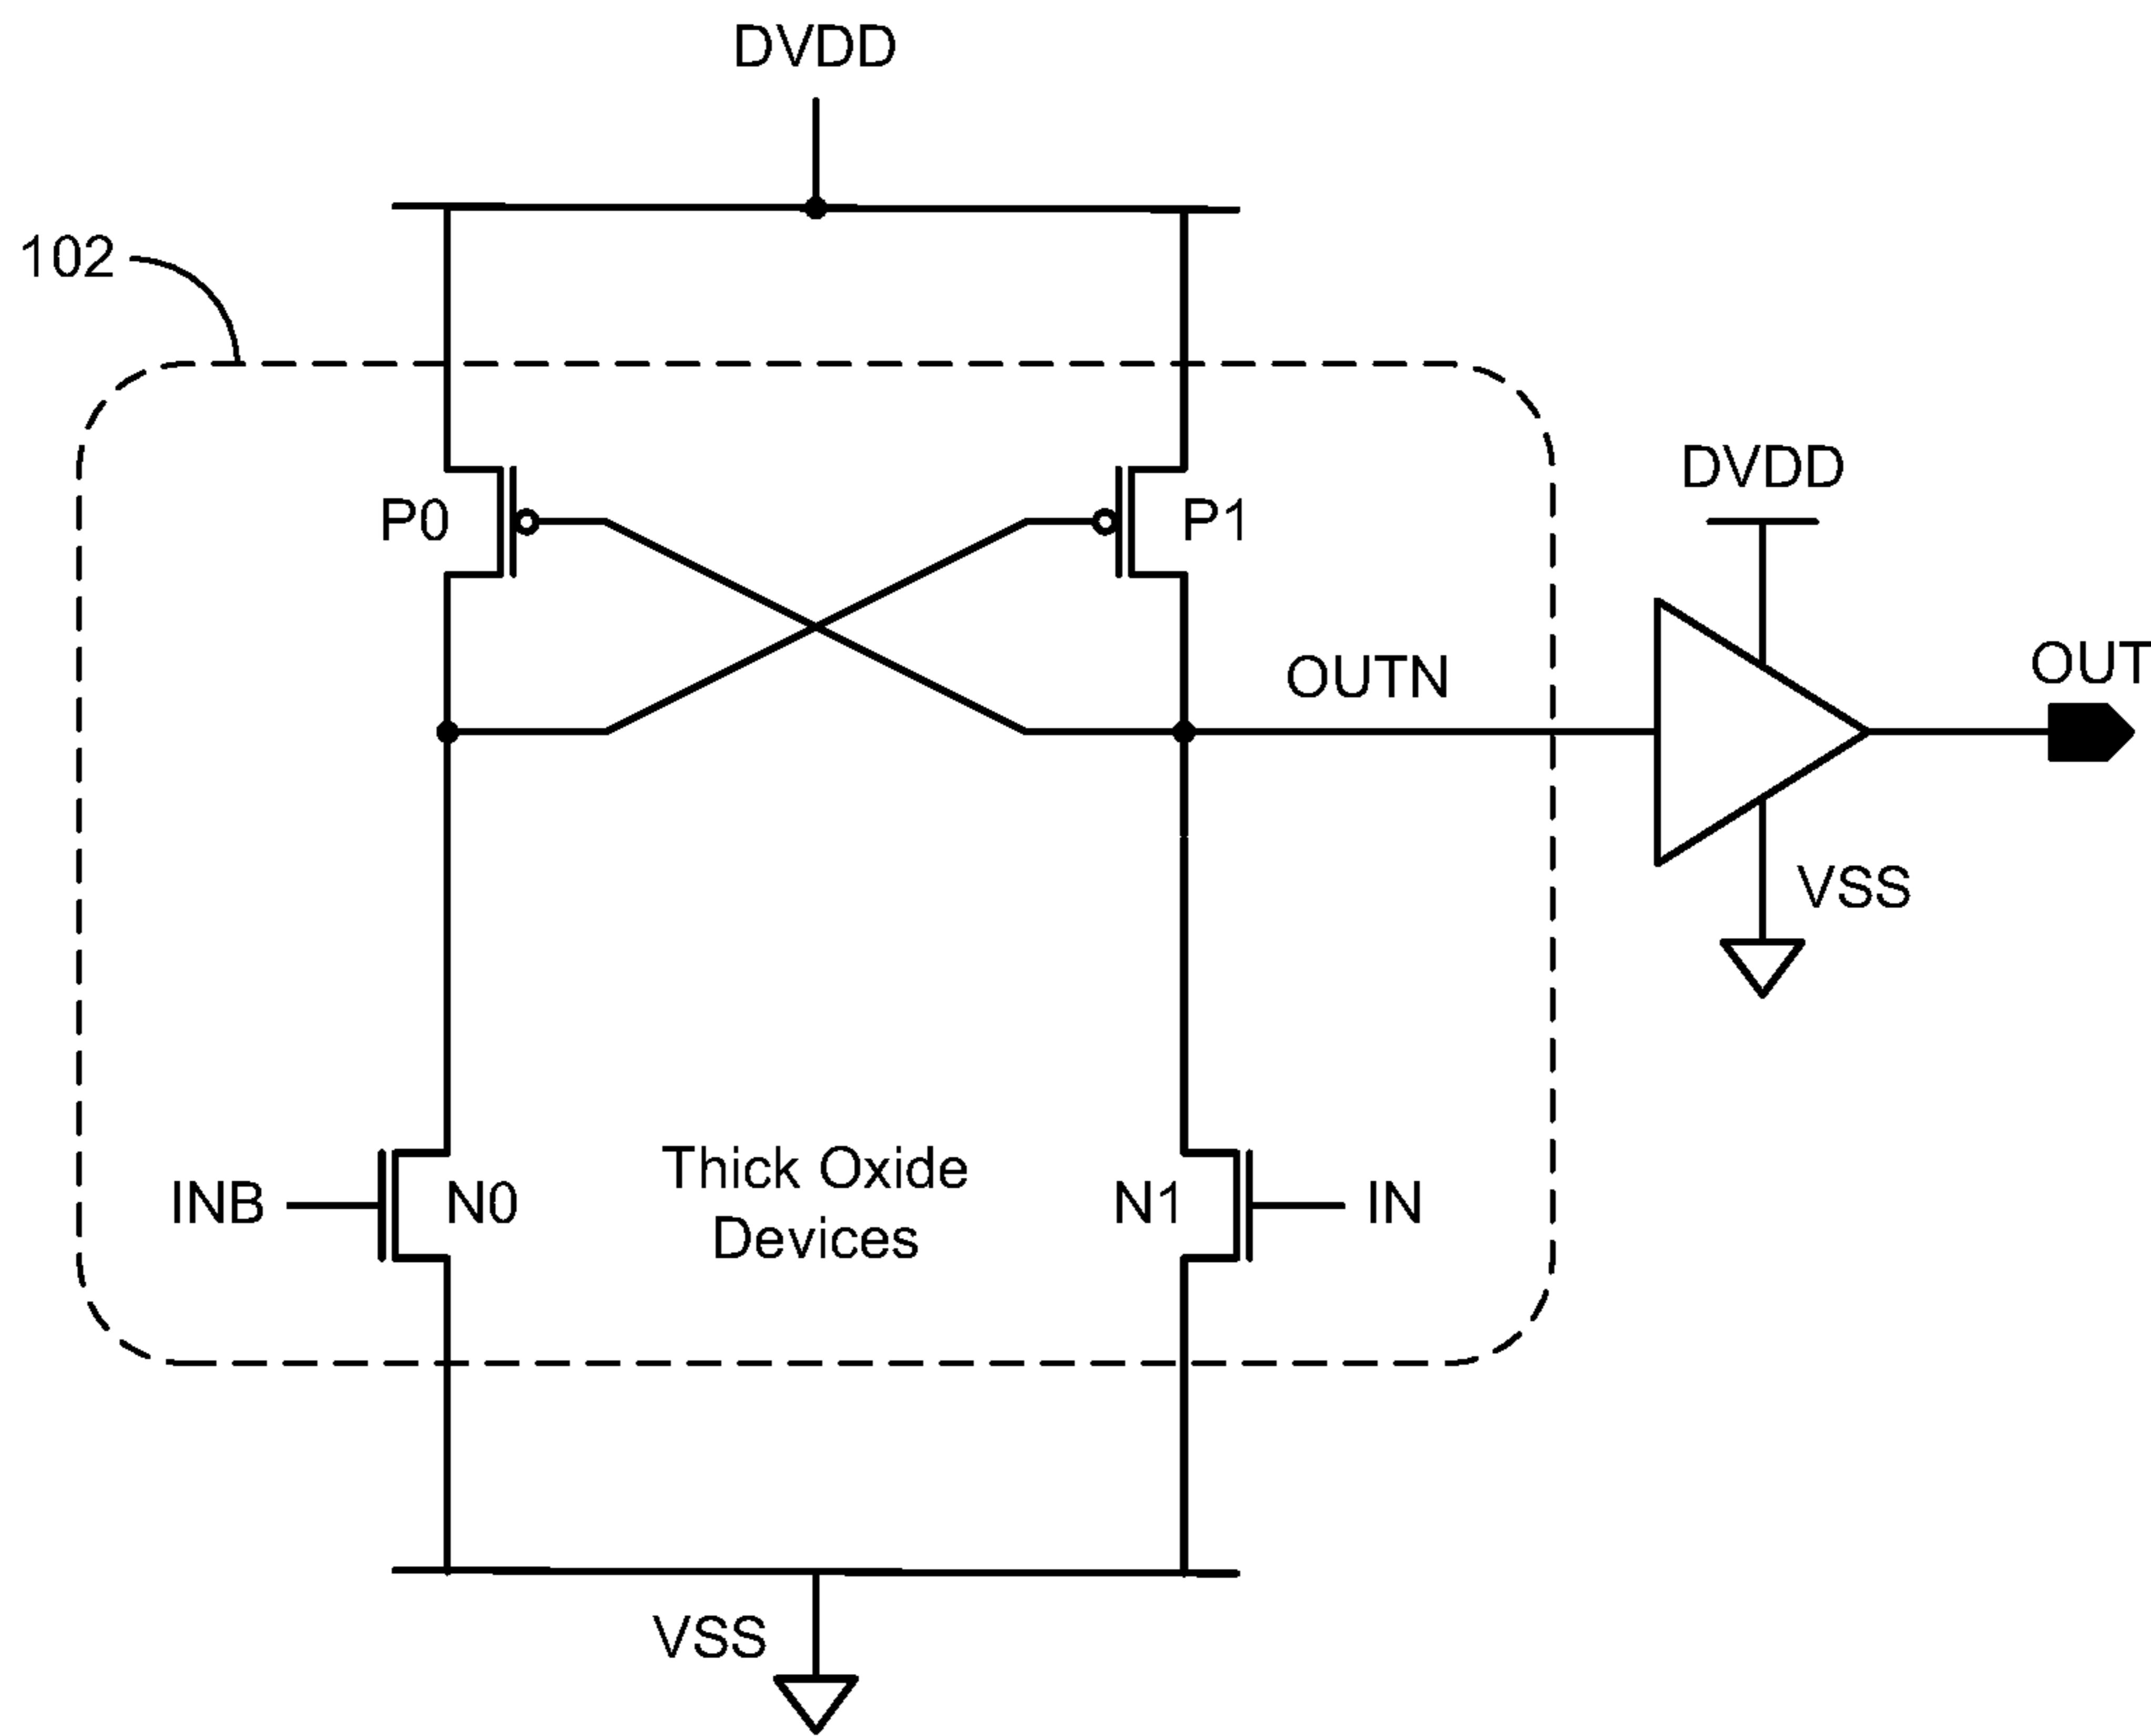 DVDD
102
P0
P1
DVDD
OUTN
OUT
VSS
INB
N0
Thick Oxide
Devices
N1
IN
VSS